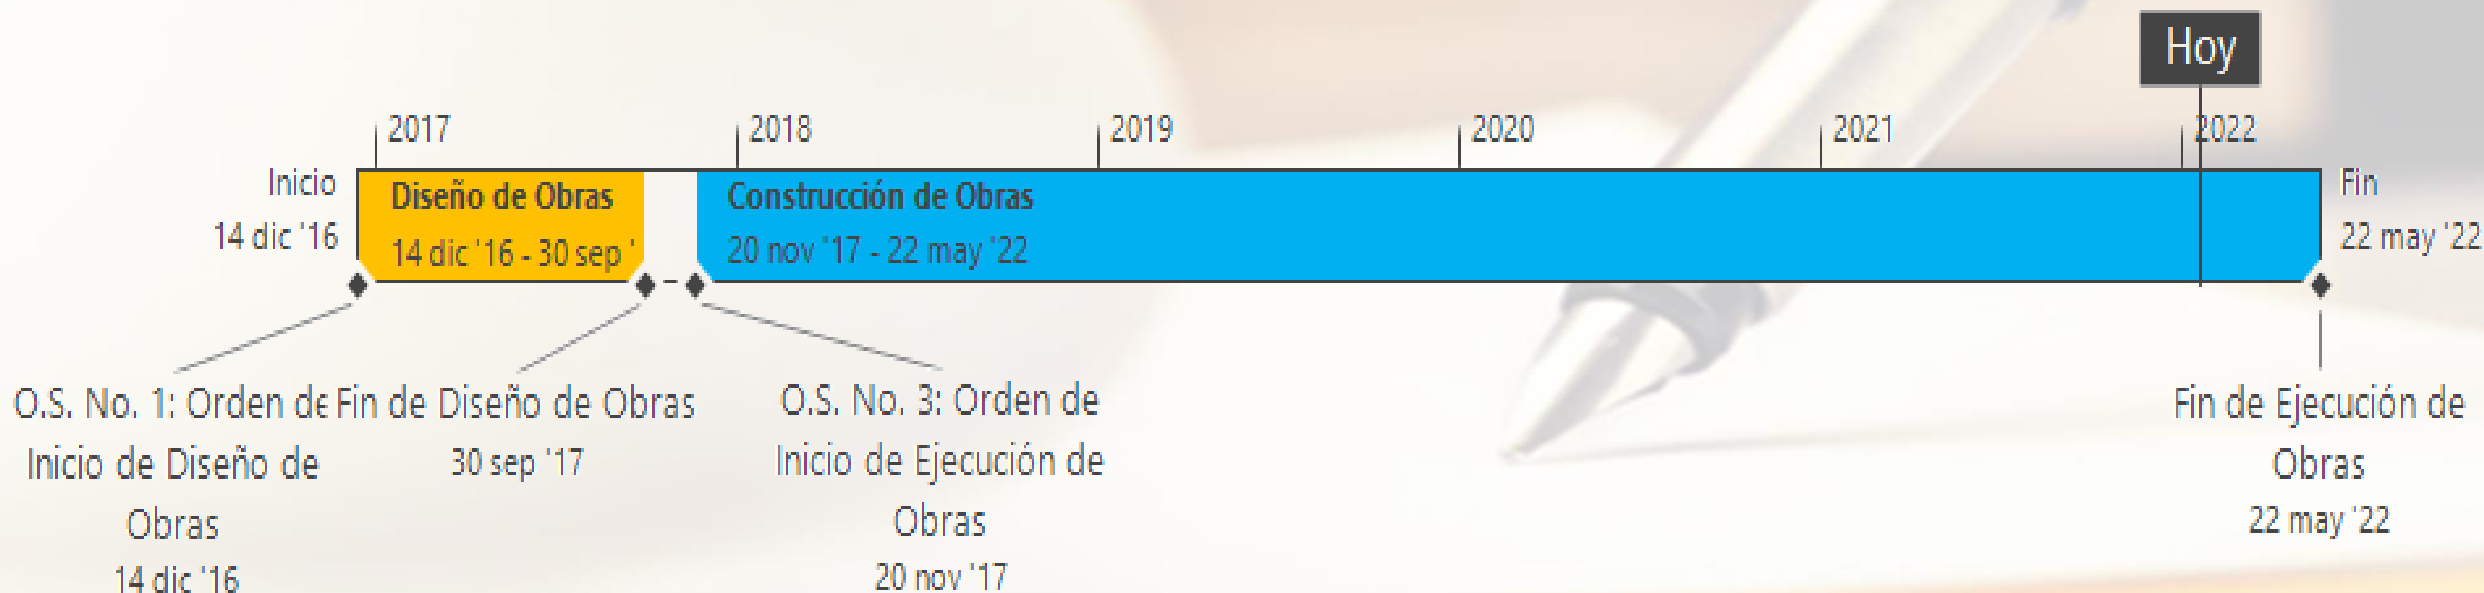 Hoy
2017
2018
2019
2020
2021
2022
Inicio
14 dic '16
Diseño de Obras
14 dic '16 - 30 sep '
Construcción de Obras
20 nov '17 - 22 may '22
Fin
22 may '22
O.S. No. 1: Orden de
Inicio de Diseño de
Obras
14 dic '16
Fin de Diseño de Obras
30 sep '17
O.S. No. 3: Orden de
Inicio de Ejecución de
Obras
20 nov '17
Fin de Ejecución de
Obras
22 may '22